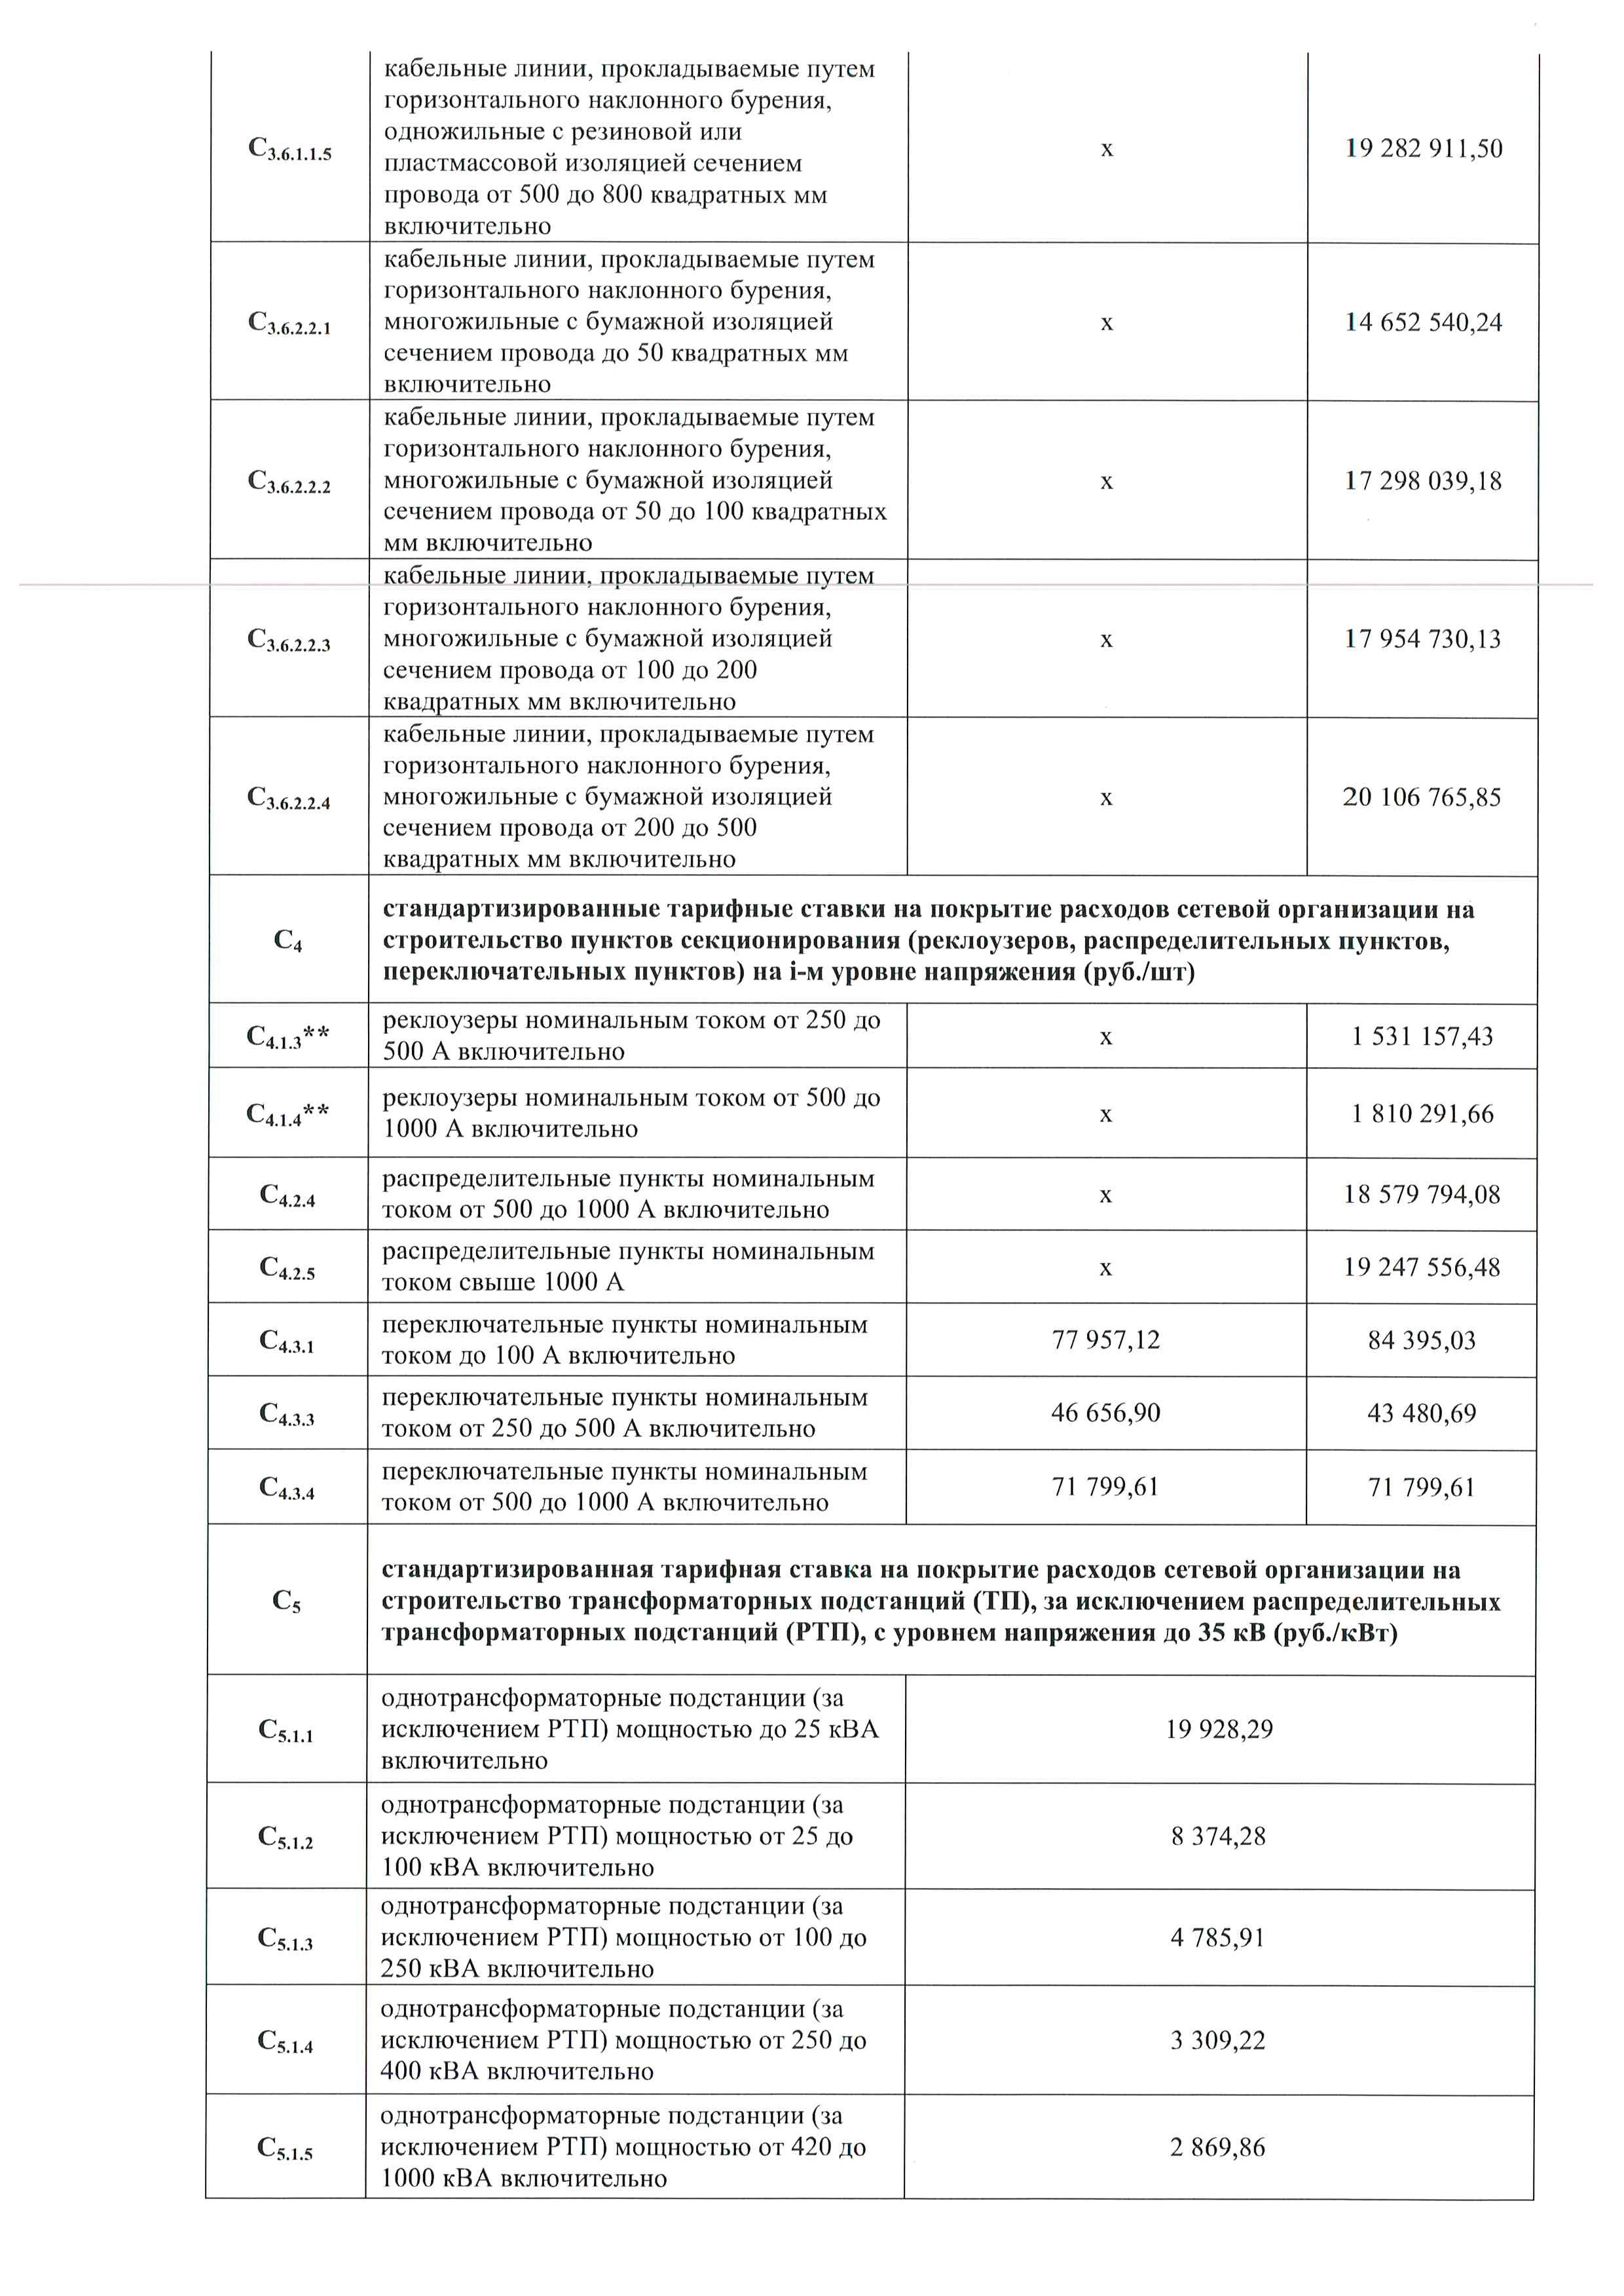 кабельные линии, прокладываемые путем
горизонтального наклонного бурения,
одножильные с резиновой или
C3.6.1.1.5 x 19 282 911,50
пластмассовой изоляцией сечением
провода от 500 до 800 квадратных мм
включительно
кабельные линии, прокладываемые путем
горизонтального наклонного бурения,
C3.6.2.2.1 многожильные с бумажной изоляцией x 14 652 540,24
сечением провода до 50 квадратных мм
включительно
кабельные линии, прокладываемые путем
горизонтального наклонного бурения,
C3.6.2.2.2 многожильные с бумажной изоляцией x 17 298 039,18
сечением провода от 50 до 100 квадратных
мм включительно
кабельные линии, прокладываемые путем
горизонтального наклонного бурения,
C3.6.2.2.3 многожильные с бумажной изоляцией x 17 954 730,13
сечением провода от 100 до 200
квадратных мм включительно
кабельные линии, прокладываемые путем
горизонтального наклонного бурения,
C3.6.2.2.4 многожильные с бумажной изоляцией x 20 106 765,85
сечением провода от 200 до 500
квадратных мм включительно
стандартизированные тарифные ставки на покрытие расходов сетевой организации на
C4 строительство пунктов секционирования (реклоузеров, распределительных пунктов,
переключательных пунктов) на i-м уровне напряжения (руб./шт)
реклоузеры номинальным током от 250 до
C4.1.3** x 1 531 157,43
500 А включительно
реклоузеры номинальным током от 500 до
C4.1.4** x 1 810 291,66
1000 А включительно
распределительные пункты номинальным
C4.2.4 x 18 579 794,08
током от 500 до 1000 А включительно
распределительные пункты номинальным
C4.2.5 x 19 247 556,48
током свыше 1000 А
переключательные пункты номинальным
C4.3.1 77 957,12 84 395,03
током до 100 А включительно
переключательные пункты номинальным
C4.3.3 46 656,90 43 480,69
током от 250 до 500 А включительно
переключательные пункты номинальным
C4.3.4 71 799,61 71 799,61
током от 500 до 1000 А включительно
стандартизированная тарифная ставка на покрытие расходов сетевой организации на
C5 строительство трансформаторных подстанций (ТП), за исключением распределительных
трансформаторных подстанций (РТП), с уровнем напряжения до 35 кВ (руб./кВт)
однотрансформаторные подстанции (за
C5.1.1 исключением РТП) мощностью до 25 кВА 19 928,29
включительно
однотрансформаторные подстанции (за
C5.1.2 исключением РТП) мощностью от 25 до 8 374,28
100 кВА включительно
однотрансформаторные подстанции (за
C5.1.3 исключением РТП) мощностью от 100 до 4 785,91
250 кВА включительно
однотрансформаторные подстанции (за
C5.1.4 исключением РТП) мощностью от 250 до 3 309,22
400 кВА включительно
однотрансформаторные подстанции (за
C5.1.5 исключением РТП) мощностью от 420 до 2 869,86
1000 кВА включительно